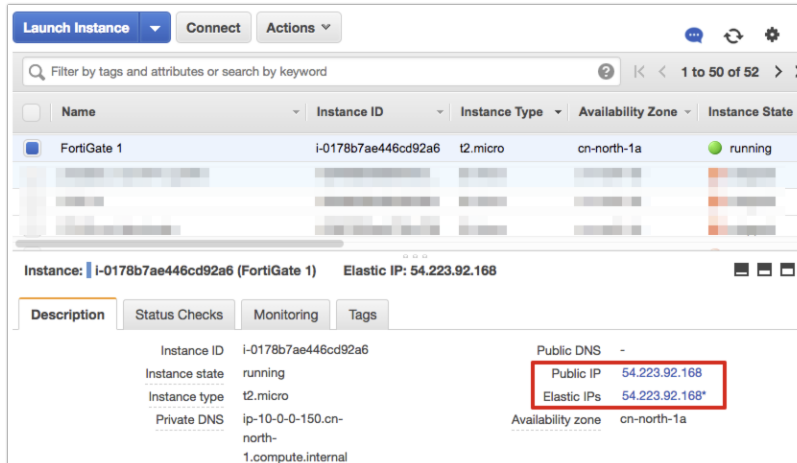 Launch Instance Connect Actions
Filter by tags and attributes or search by keyword 1 to 50 of 52
Name Instance ID Instance Type Availability Zone Instance State
FortiGate 1 i-0178b7ae446cd92a6 t2.micro cn-north-1a running
Instance: i-0178b7ae446cd92a6 (FortiGate 1) Elastic IP: 54.223.92.168
Description Status Checks Monitoring Tags
Instance ID i-0178b7ae446cd92a6 Public DNS -
Instance state running Public IP 54.223.92.168
Instance type t2.micro Elastic IPs 54.223.92.168*
Private DNS ip-10-0-0-150.cn- Availability zone cn-north-1a
north-
1.compute.internal